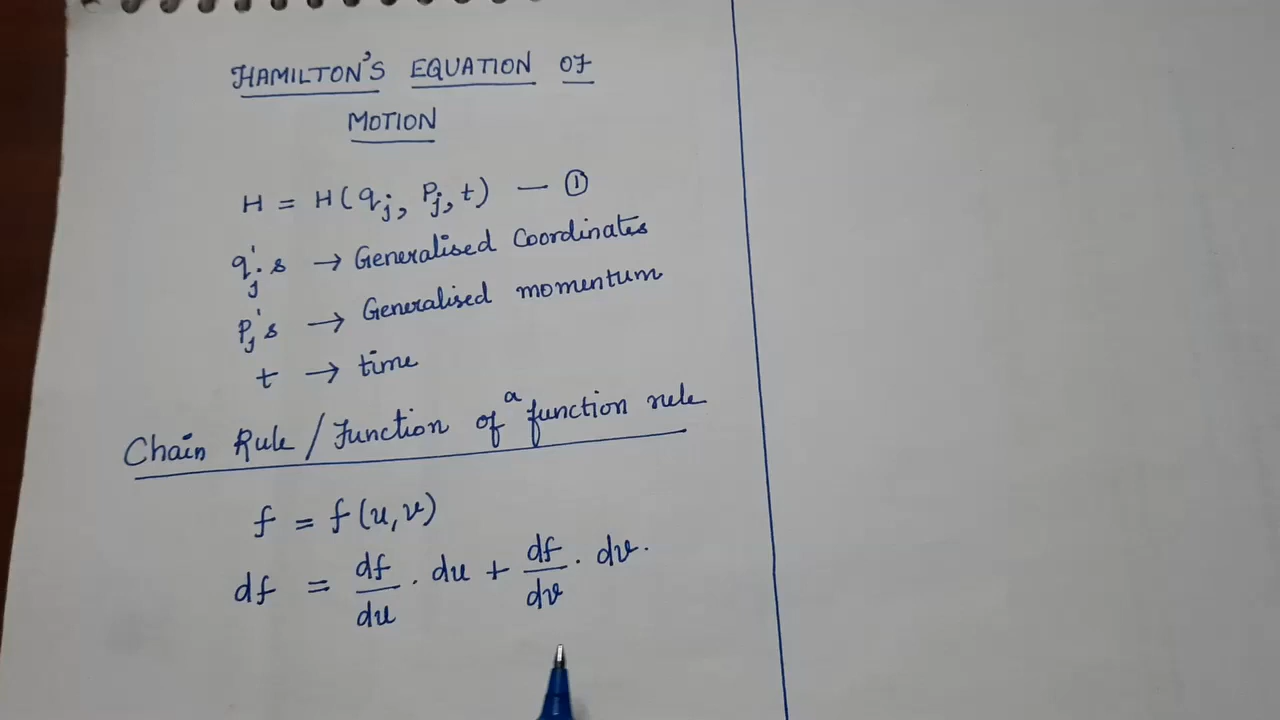 HAMILTON'S EQUATION OF
MOTION
H = H(qj, Pj, t) — ①
qj's → Generalised Coordinates
Pj's → Generalised momentum
t → time
Chain Rule / Function of a function rule
f = f(u,v)
df = df/du . du + df/dv . dv.